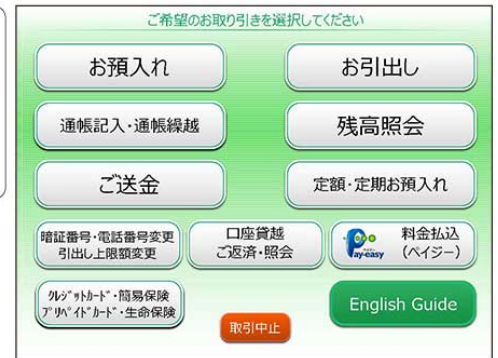 ご希望のお取り引きを選択してください
お預入れ
お引出し
通帳記入・通帳繰越
残高照会
ご送金
定額・定期お預入れ
暗証番号・電話番号変更
引出し上限額変更
口座貸越
ご返済・照会
Pay-easy
料金払込
(ペイジー)
クレジットカード・簡易保険
プリペイドカード・生命保険
English Guide
取引中止